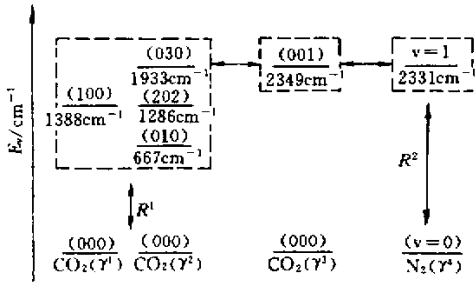 E_v/cm⁻¹
(030)
1933cm⁻¹
(100)
1388cm⁻¹
(202)
1286cm⁻¹
(010)
667cm⁻¹
(001)
2349cm⁻¹
v=1
2331cm⁻¹
R¹
R²
(000)
CO₂(γ¹)
(000)
CO₂(γ²)
(000)
CO₂(γ³)
(v=0)
N₂(γ⁴)